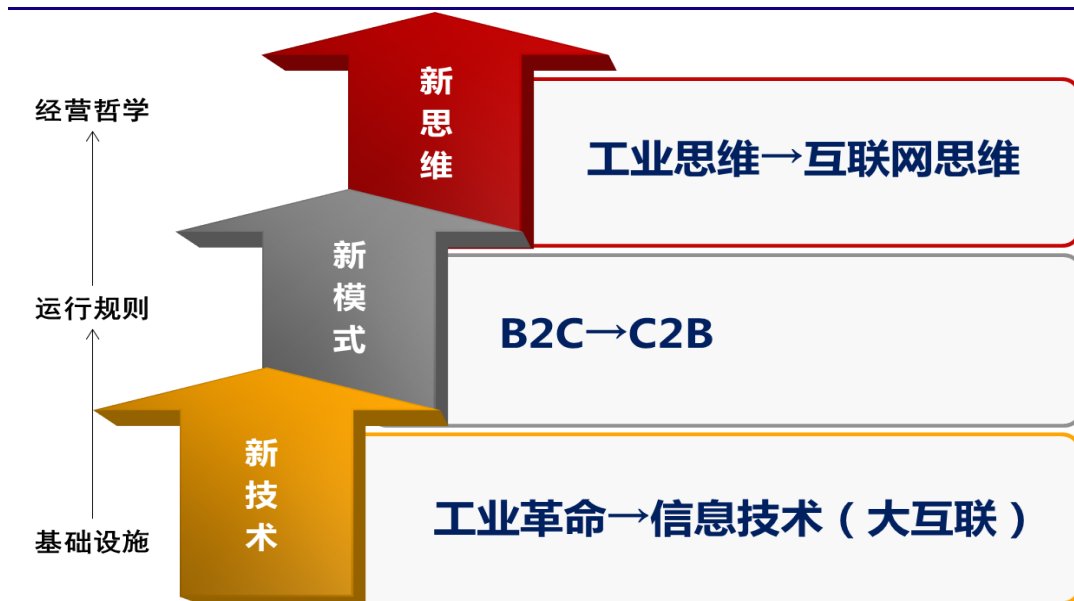 经营哲学
新思维
工业思维→互联网思维
运行规则
新模式
B2C→C2B
基础设施
新技术
工业革命→信息技术（大互联）